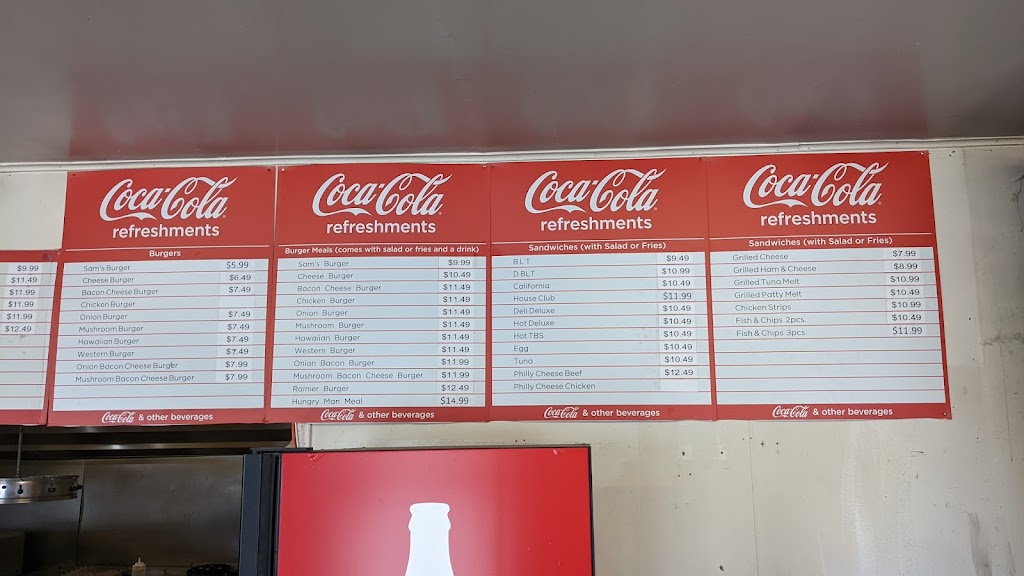 $9.99
$11.49
$11.99
$11.99
$11.99
$12.49
Coca-Cola
refreshments
Burgers
Sam's Burger $5.99
Cheese Burger $6.49
Bacon Cheese Burger $7.49
Chicken Burger
Onion Burger $7.49
Mushroom Burger $7.49
Hawaiian Burger $7.49
Western Burger $7.49
Onion Bacon Cheese Burger $7.99
Mushroom Bacon Cheese Burger $7.99
Coca-Cola & other beverages
Coca-Cola
refreshments
Burger Meals (comes with salad or fries and a drink)
Sam's Burger $9.99
Cheese Burger $10.49
Bacon Cheese Burger $11.49
Chicken Burger $11.49
Onion Burger $11.49
Mushroom Burger $11.49
Hawaiian Burger $11.49
Western Burger $11.49
Onion Bacon Burger $11.99
Mushroom Bacon Cheese Burger $11.99
Rainier Burger $12.49
Hungry Man Meal $14.99
Coca-Cola & other beverages
Coca-Cola
refreshments
Sandwiches (with Salad or Fries)
B L T $9.49
D BLT $10.99
California $10.49
House Club $11.99
Deli Deluxe $10.49
Hot Deluxe $10.49
Hot TBS $10.49
Egg $10.49
Tuna $10.49
Philly Cheese Beef $12.49
Philly Cheese Chicken
Coca-Cola & other beverages
Coca-Cola
refreshments
Sandwiches (with Salad or Fries)
Grilled Cheese $7.99
Grilled Ham & Cheese $8.99
Grilled Tuna Melt $10.99
Grilled Patty Melt $10.49
Chicken Strips $10.99
Fish & Chips 2pcs. $10.49
Fish & Chips 3pcs. $11.99
Coca-Cola & other beverages